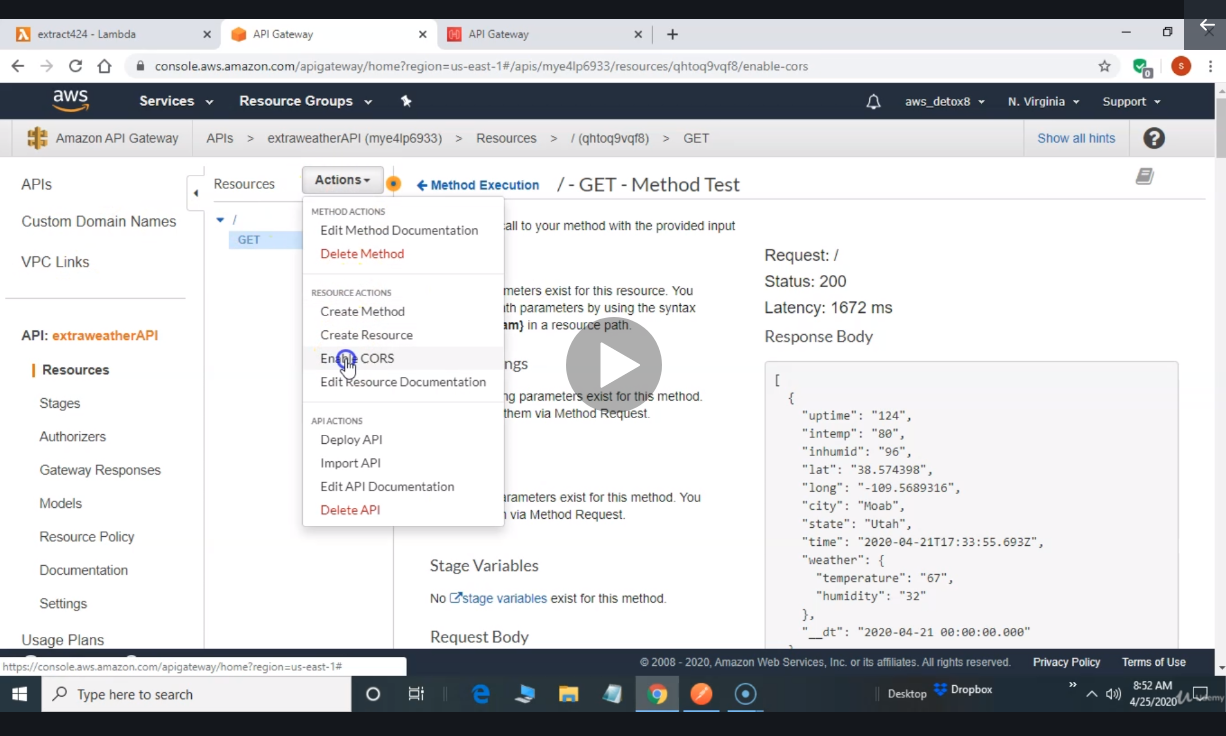 extract424 - Lambda
API Gateway
API Gateway
console.aws.amazon.com/apigateway/home?region=us-east-1#/apis/mye4lp6933/resources/qhtoq9vqf8/enable-cors
0
S
aws
Services
Resource Groups
aws_detox8
N. Virginia
Support
Amazon API Gateway
APIs > extraweatherAPI (mye4lp6933) > Resources > / (qhtoq9vqf8) > GET
Show all hints
?
APIs
Custom Domain Names
VPC Links
API: extraweatherAPI
Resources
Stages
Authorizers
Gateway Responses
Models
Resource Policy
Documentation
Settings
Usage Plans
Resources
Actions
/
GET
METHOD ACTIONS
Edit Method Documentation
Delete Method
RESOURCE ACTIONS
Create Method
Create Resource
Enable CORS
Edit Resource Documentation
API ACTIONS
Deploy API
Import API
Edit API Documentation
Delete API
Method Execution / - GET - Method Test
call to your method with the provided input
meters exist for this resource. You
th parameters by using the syntax
am} in a resource path.
ngs
ng parameters exist for this method.
them via Method Request.
arameters exist for this method. You
n via Method Request.
Stage Variables
No stage variables exist for this method.
Request Body
Request: /
Status: 200
Latency: 1672 ms
Response Body
[
{
"uptime": "124",
"intemp": "80",
"inhumid": "96",
"lat": "38.574398",
"long": "-109.5689316",
"city": "Moab",
"state": "Utah",
"time": "2020-04-21T17:33:55.693Z",
"weather": {
"temperature": "67",
"humidity": "32"
},
"__dt": "2020-04-21 00:00:00.000"
https://console.aws.amazon.com/apigateway/home?region=us-east-1#
© 2008 - 2020, Amazon Web Services, Inc. or its affiliates. All rights reserved.
Privacy Policy
Terms of Use
Type here to search
Desktop
Dropbox
8:52 AM
4/25/2020
Udemy